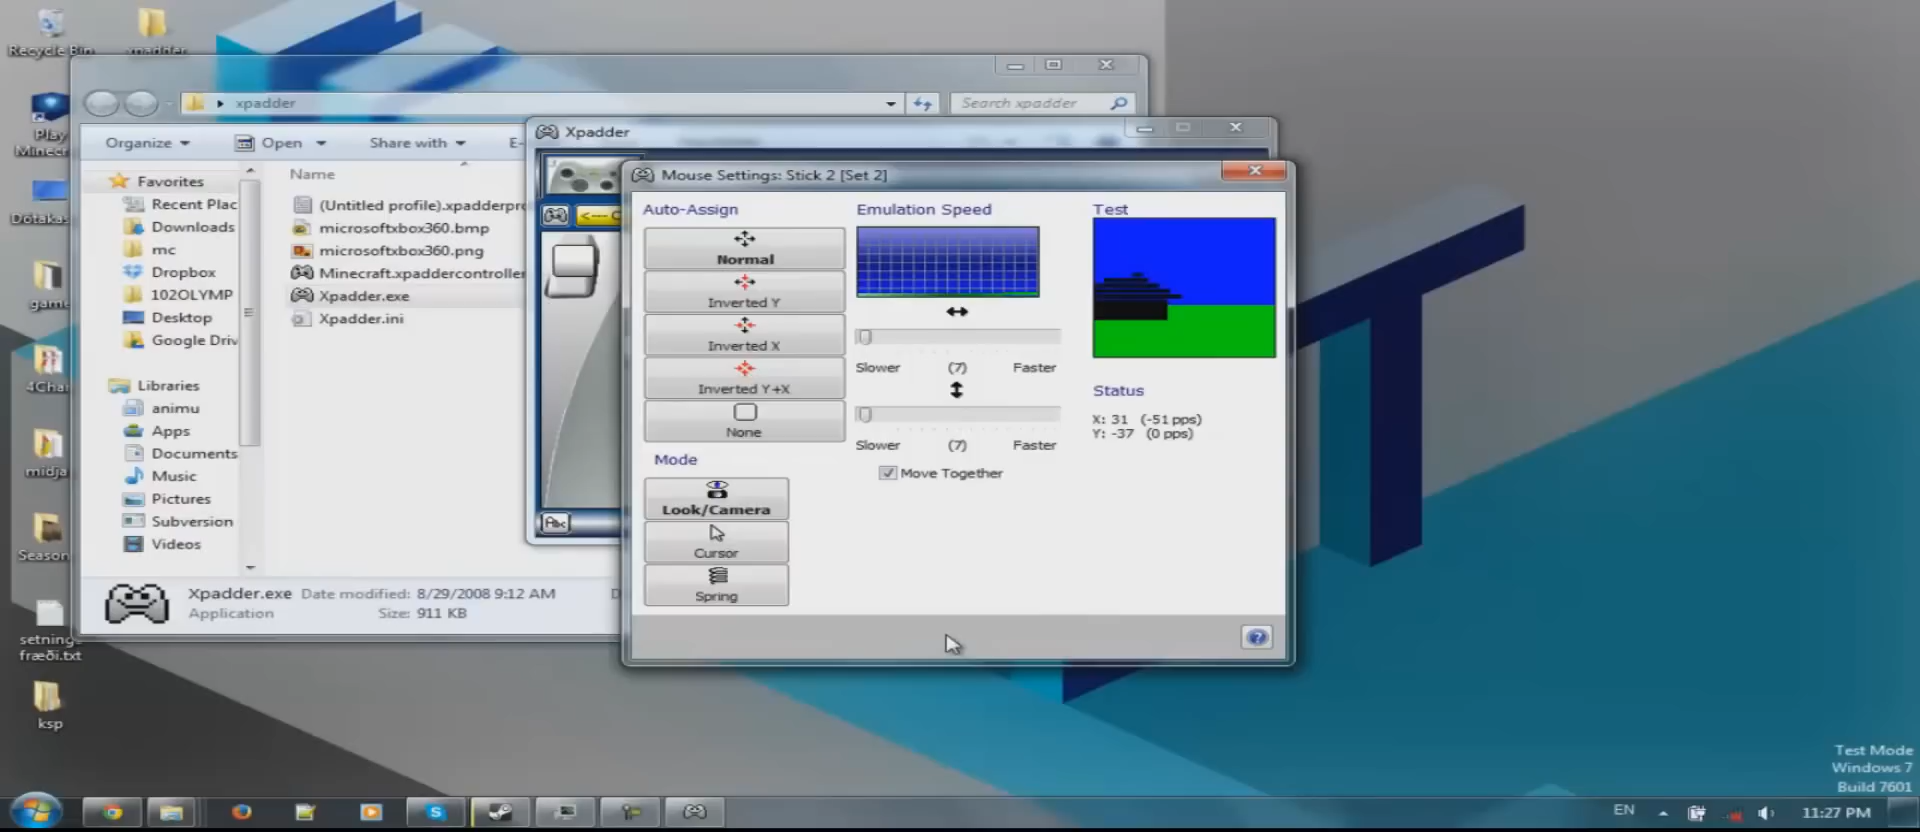 Recycle Bin
xpadder
Play
Minecr
Dótakas
game
4Chan
midja
Season
setnings
fræði.txt
ksp
xpadder
Search xpadder
Organize
Open
Share with
E-
Favorites
Recent Plac
Downloads
mc
Dropbox
102OLYMP
Desktop
Google Driv
Libraries
animu
Apps
Documents
Music
Pictures
Subversion
Videos
Name
(Untitled profile).xpadderpro
microsoftxbox360.bmp
microsoftxbox360.png
Minecraft.xpaddercontroller
Xpadder.exe
Xpadder.ini
Xpadder.exe Date modified: 8/29/2008 9:12 AM D
Application Size: 911 KB
Xpadder
<--- C
Abc
Mouse Settings: Stick 2 [Set 2]
Auto-Assign
Normal
Inverted Y
Inverted X
Inverted Y+X
None
Mode
Look/Camera
Cursor
Spring
Emulation Speed
Slower (7) Faster
Slower (7) Faster
Move Together
Test
Status
X: 31 (-51 pps)
Y: -37 (0 pps)
Test Mode
Windows 7
Build 7601
EN
11:27 PM